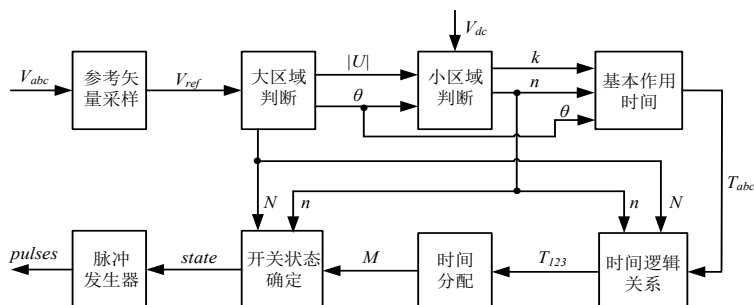 V_dc
V_abc
参考矢
量采样
V_ref
大区域
判断
|U|
θ
小区域
判断
k
n
θ
基本作用
时间
T_abc
N
n
n
N
pulses
脉冲
发生器
state
开关状态
确定
M
时间
分配
T_123
时间逻辑
关系